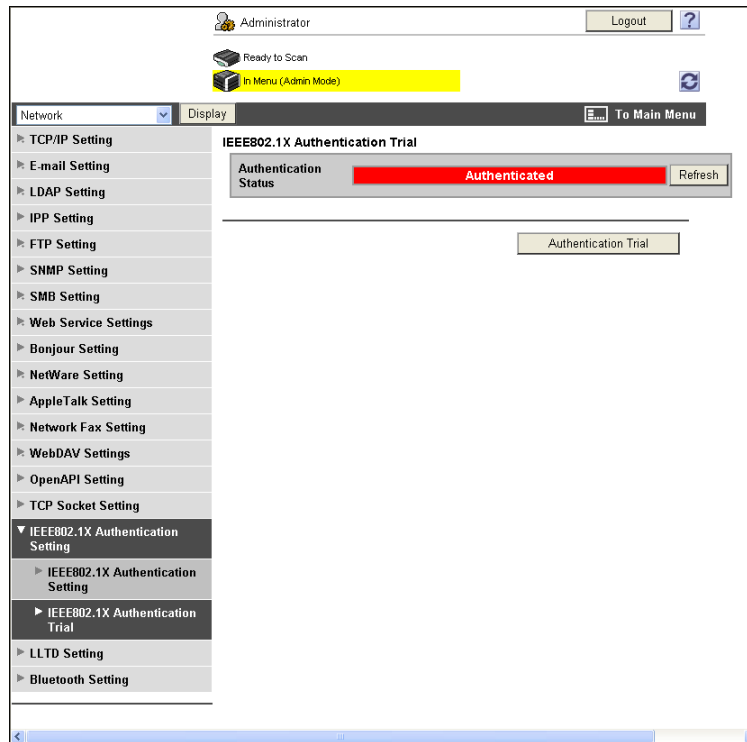 Administrator
Logout
?
Ready to Scan
In Menu (Admin Mode)
Network
Display
To Main Menu
TCP/IP Setting
E-mail Setting
LDAP Setting
IPP Setting
FTP Setting
SNMP Setting
SMB Setting
Web Service Settings
Bonjour Setting
NetWare Setting
AppleTalk Setting
Network Fax Setting
WebDAV Settings
OpenAPI Setting
TCP Socket Setting
IEEE802.1X Authentication
Setting
IEEE802.1X Authentication
Setting
IEEE802.1X Authentication
Trial
LLTD Setting
Bluetooth Setting
IEEE802.1X Authentication Trial
Authentication
Status
Authenticated
Refresh
Authentication Trial